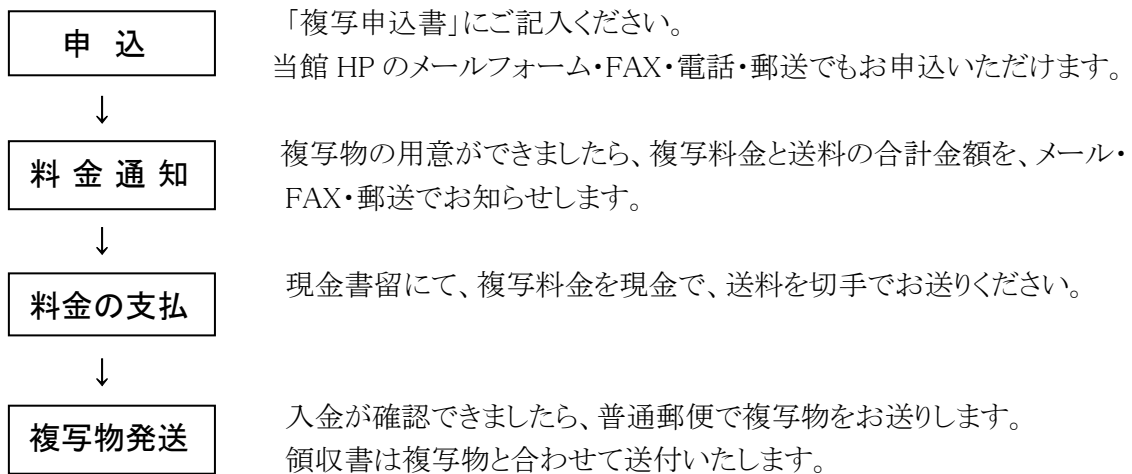 申 込
「複写申込書」にご記入ください。
当館 HP のメールフォーム・FAX・電話・郵送でもお申込いただけます。
↓
料 金 通 知
複写物の用意ができましたら、複写料金と送料の合計金額を、メール・
FAX・郵送でお知らせします。
↓
料金の支払
現金書留にて、複写料金を現金で、送料を切手でお送りください。
↓
複写物発送
入金が確認できましたら、普通郵便で複写物をお送りします。
領収書は複写物と合わせて送付いたします。